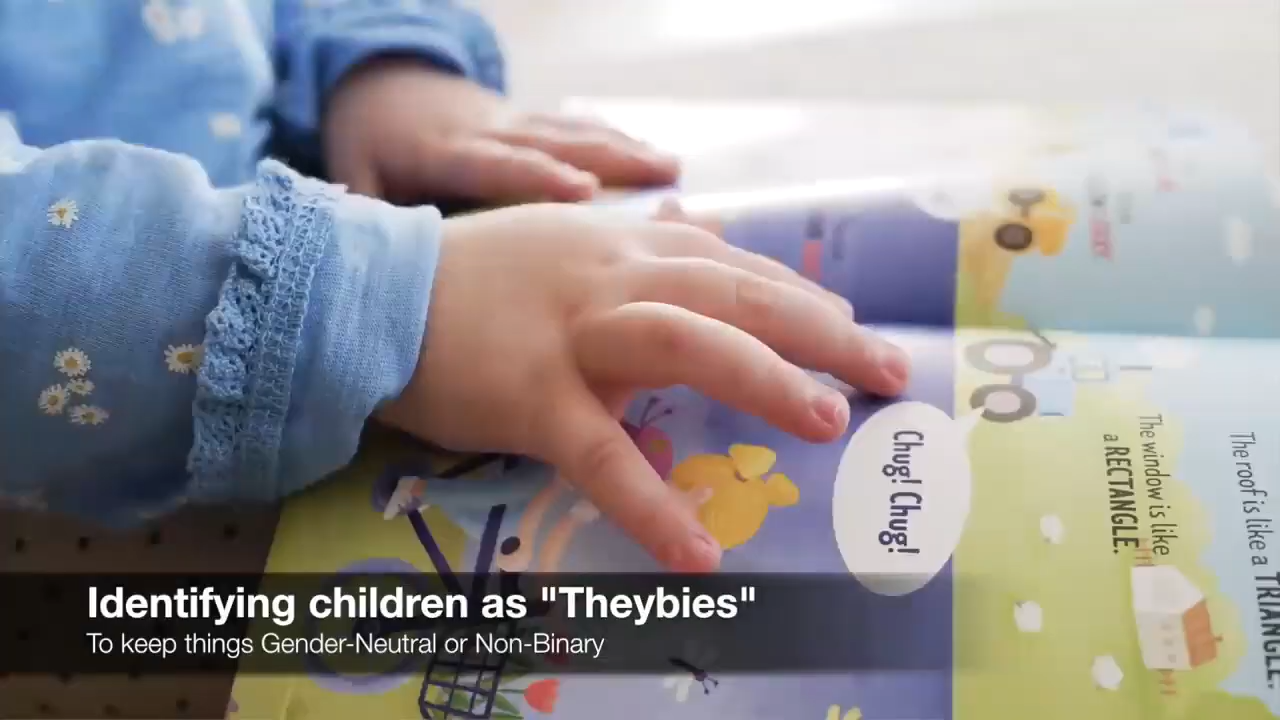 Chug! Chug!
The window is like
a RECTANGLE.
The roof is like a TRIANGLE.
Identifying children as "Theybies"
To keep things Gender-Neutral or Non-Binary